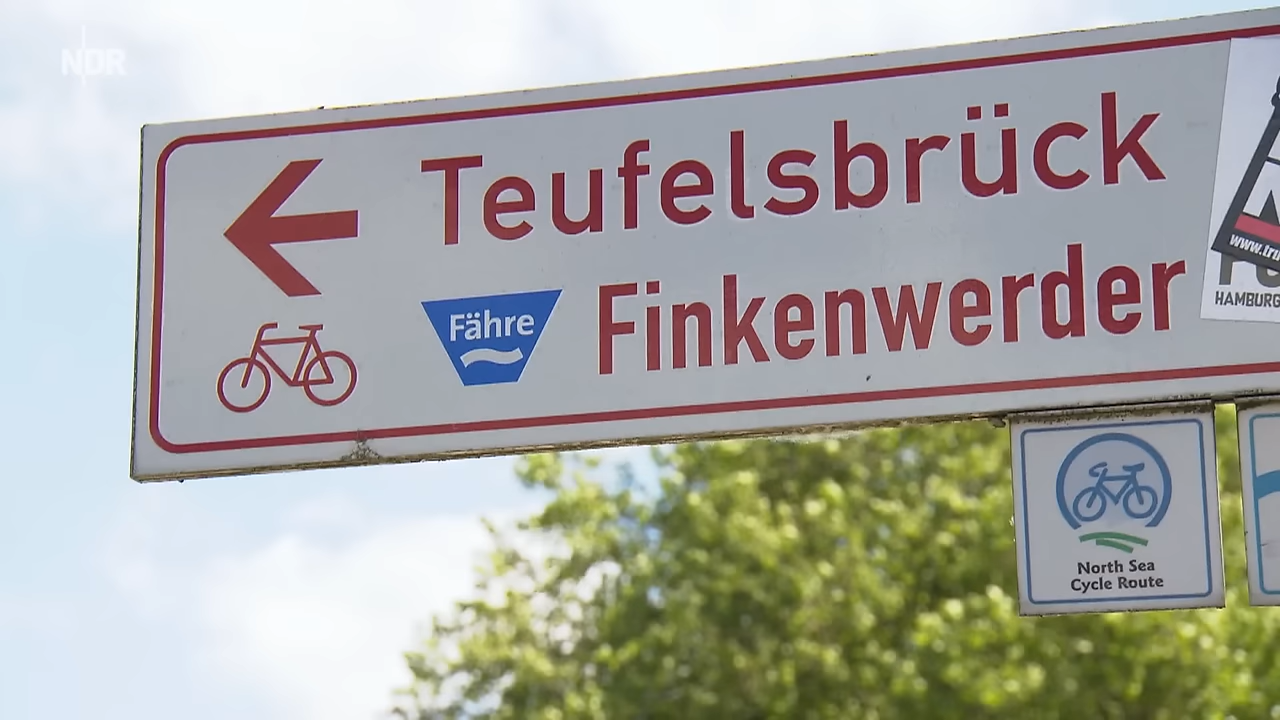 NDR
Teufelsbrück
Fähre
Finkenwerder
HAMBURG
North Sea
Cycle Route